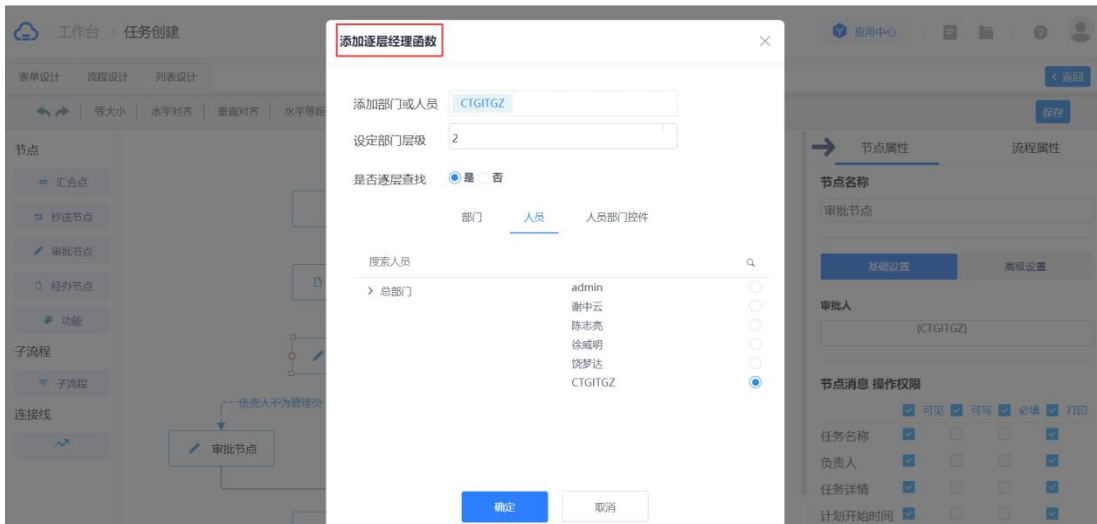 工作台 > 任务创建
应用中心
表单设计 流程设计 列表设计
< 返回
等大小 水平对齐 垂直对齐 水平等距
保存
节点
汇合点
抄送节点
审批节点
经办节点
功能
子流程
子流程
连接线
负责人不为管理员
审批节点
添加逐层经理函数
添加部门或人员 CTGITGZ
设定部门层级 2
是否逐层查找 是 否
部门 人员 人员部门控件
搜索人员
> 总部门
admin
谢中云
陈志亮
徐威明
饶梦达
CTGITGZ
确定 取消
节点属性 流程属性
节点名称
审批节点
基础设置 高级设置
审批人
{CTGITGZ}
节点消息 操作权限
可见 可写 必填 打印
任务名称
负责人
任务详情
计划开始时间